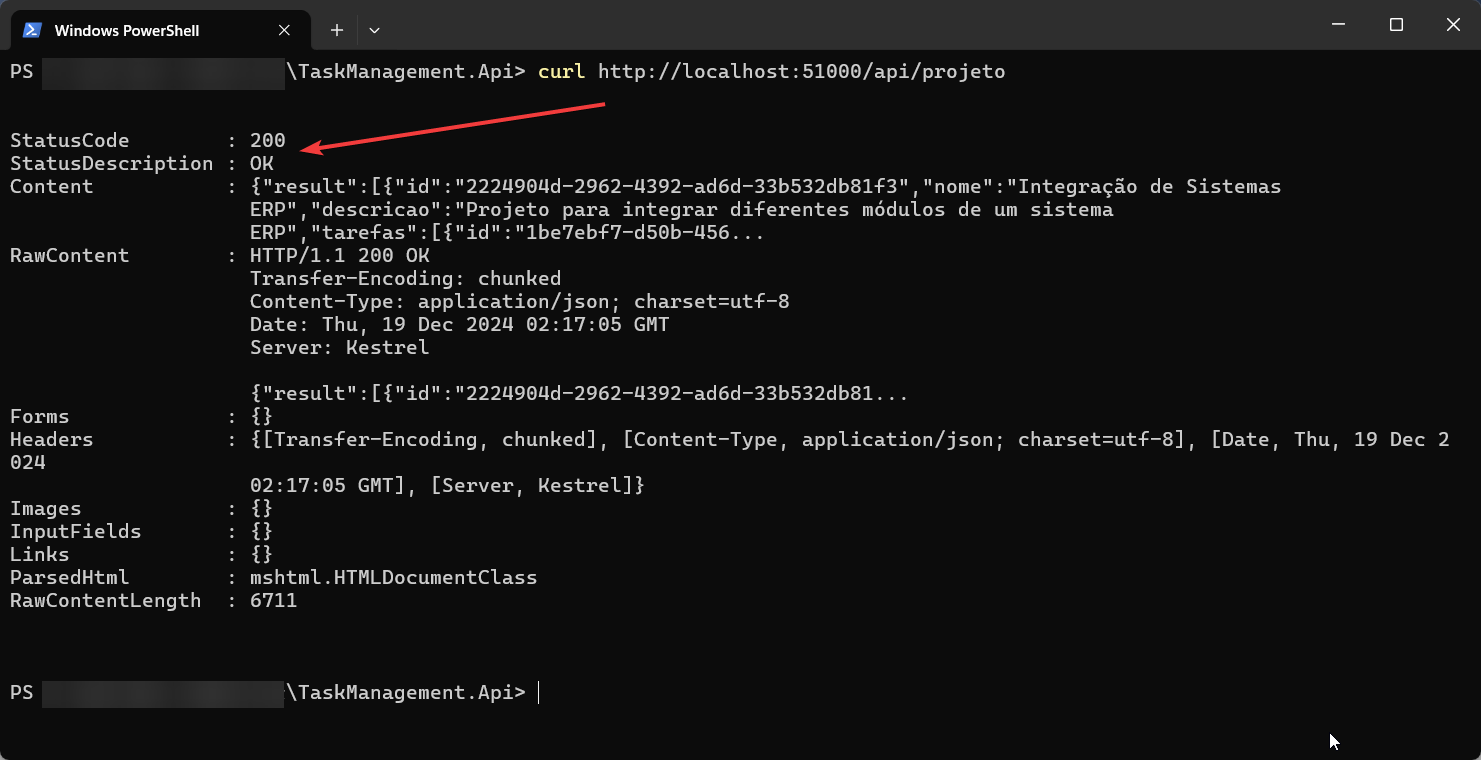 Windows PowerShell
PS \TaskManagement.Api> curl http://localhost:51000/api/projeto
StatusCode : 200
StatusDescription : OK
Content : {"result":[{"id":"2224904d-2962-4392-ad6d-33b532db81f3","nome":"Integração de Sistemas
ERP","descricao":"Projeto para integrar diferentes módulos de um sistema
ERP","tarefas":[{"id":"1be7ebf7-d50b-456...
RawContent : HTTP/1.1 200 OK
Transfer-Encoding: chunked
Content-Type: application/json; charset=utf-8
Date: Thu, 19 Dec 2024 02:17:05 GMT
Server: Kestrel
{"result":[{"id":"2224904d-2962-4392-ad6d-33b532db81...
Forms : {}
Headers : {[Transfer-Encoding, chunked], [Content-Type, application/json; charset=utf-8], [Date, Thu, 19 Dec 2
024
02:17:05 GMT], [Server, Kestrel]}
Images : {}
InputFields : {}
Links : {}
ParsedHtml : mshtml.HTMLDocumentClass
RawContentLength : 6711
PS \TaskManagement.Api>